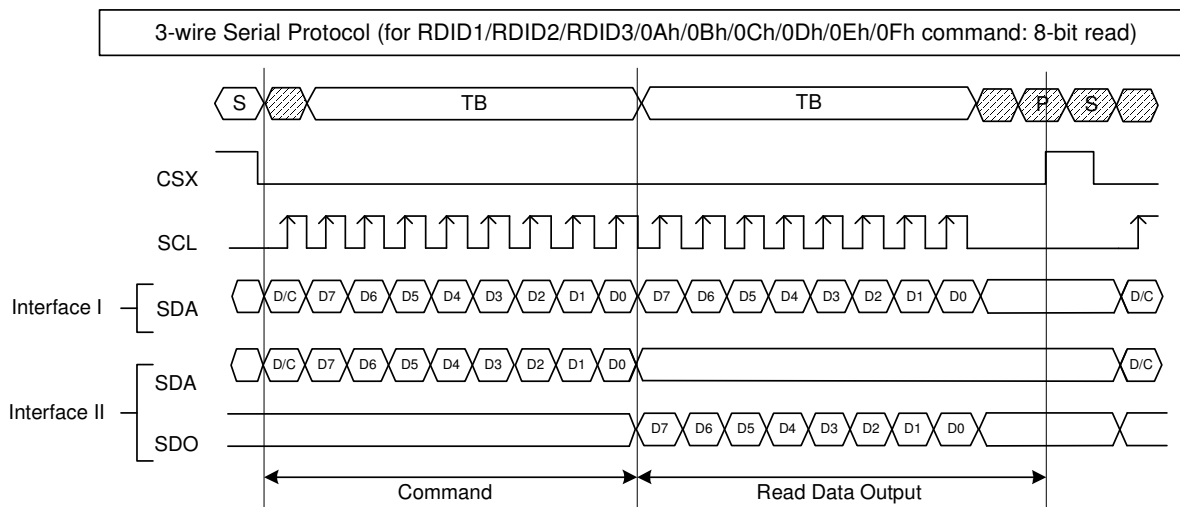 3-wire Serial Protocol (for RDID1/RDID2/RDID3/0Ah/0Bh/0Ch/0Dh/0Eh/0Fh command: 8-bit read)
S TB TB P S
CSX
SCL
Interface I SDA D/C D7 D6 D5 D4 D3 D2 D1 D0 D7 D6 D5 D4 D3 D2 D1 D0 D/C
Interface II
SDA D/C D7 D6 D5 D4 D3 D2 D1 D0 D/C
SDO D7 D6 D5 D4 D3 D2 D1 D0
Command Read Data Output